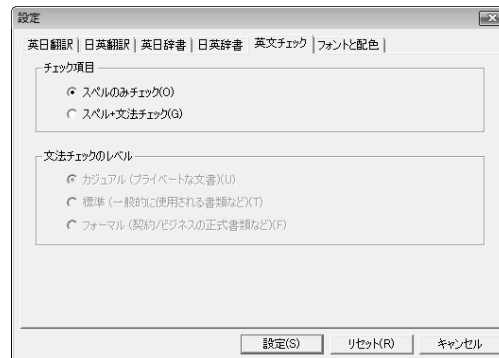 設定
英日翻訳 | 日英翻訳 | 英日辞書 | 日英辞書 英文チェック フォントと配色
チェック項目
スペルのみチェック(O)
スペル+文法チェック(G)
文法チェックのレベル
カジュアル (プライベートな文書)(U)
標準 (一般的に使用される書類など)(T)
フォーマル (契約/ビジネスの正式書類など)(F)
設定(S) リセット(R) キャンセル